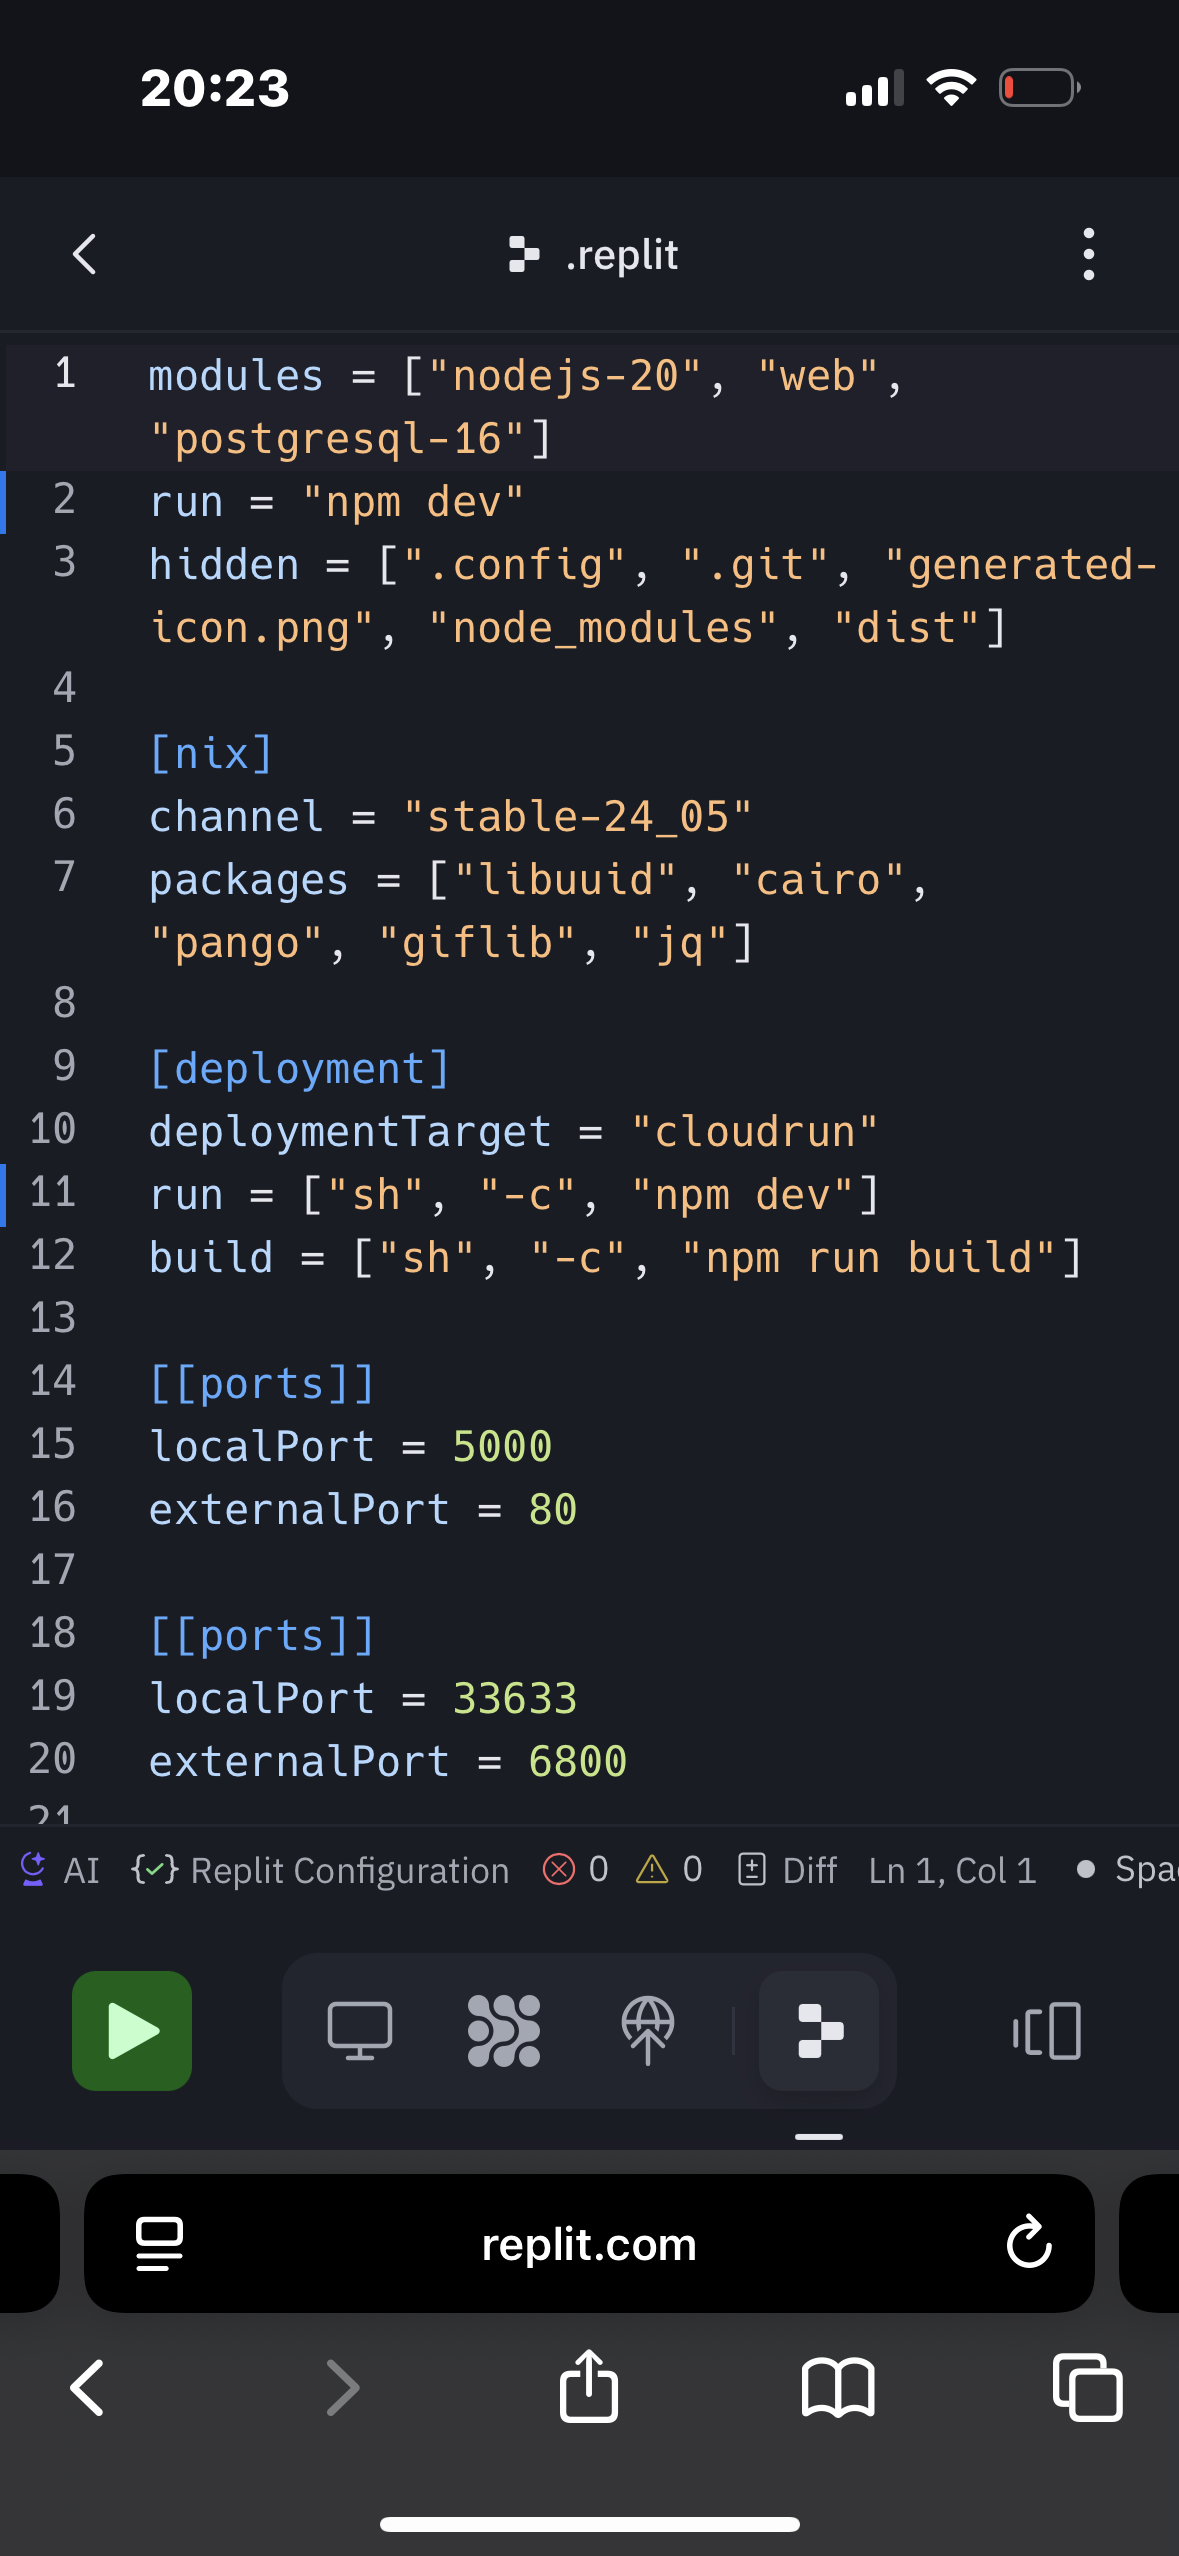 20:23
.replit
1 modules = ["nodejs-20", "web",
"postgresql-16"]
2 run = "npm dev"
3 hidden = [".config", ".git", "generated-
icon.png", "node_modules", "dist"]
4
5 [nix]
6 channel = "stable-24_05"
7 packages = ["libuuid", "cairo",
"pango", "giflib", "jq"]
8
9 [deployment]
10 deploymentTarget = "cloudrun"
11 run = ["sh", "-c", "npm dev"]
12 build = ["sh", "-c", "npm run build"]
13
14 [[ports]]
15 localPort = 5000
16 externalPort = 80
17
18 [[ports]]
19 localPort = 33633
20 externalPort = 6800
21
AI Replit Configuration 0 0 Diff Ln 1, Col 1 • Spac
replit.com